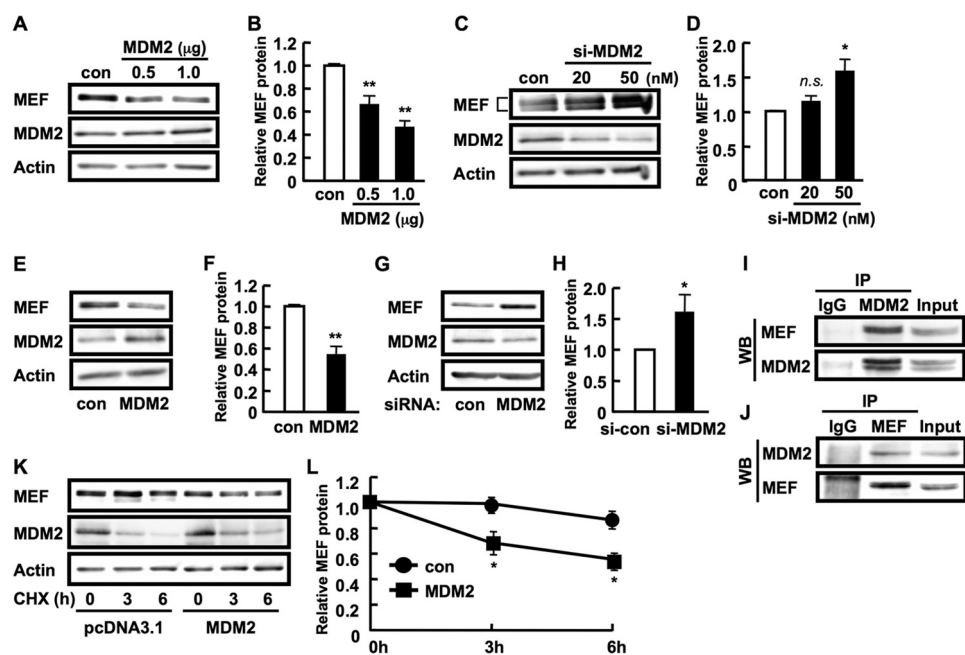 A
MDM2 (μg)
con 0.5 1.0
MEF
MDM2
Actin
B
Relative MEF protein
1.2
1.0
0.8
0.6
0.4
0.2
0
**
**
con 0.5 1.0
MDM2 (μg)
C
si-MDM2
con 20 50 (nM)
MEF
MDM2
Actin
D
Relative MEF protein
2.0
1.5
1.0
0.5
0
n.s.
*
con 20 50
si-MDM2 (nM)
E
MEF
MDM2
Actin
con MDM2
F
Relative MEF protein
1.2
1.0
0.8
0.6
0.4
0.2
0
**
con MDM2
G
MEF
MDM2
Actin
siRNA: con MDM2
H
Relative MEF protein
2.0
1.5
1.0
0.5
0
*
si-con si-MDM2
I
IP
IgG MDM2 Input
WB
MEF
MDM2
J
IP
IgG MEF Input
WB
MDM2
MEF
K
MEF
MDM2
Actin
CHX (h) 0 3 6 0 3 6
pcDNA3.1 MDM2
L
Relative MEF protein
1.2
1.0
0.8
0.6
0.4
0.2
0
con
MDM2
*
*
0h 3h 6h